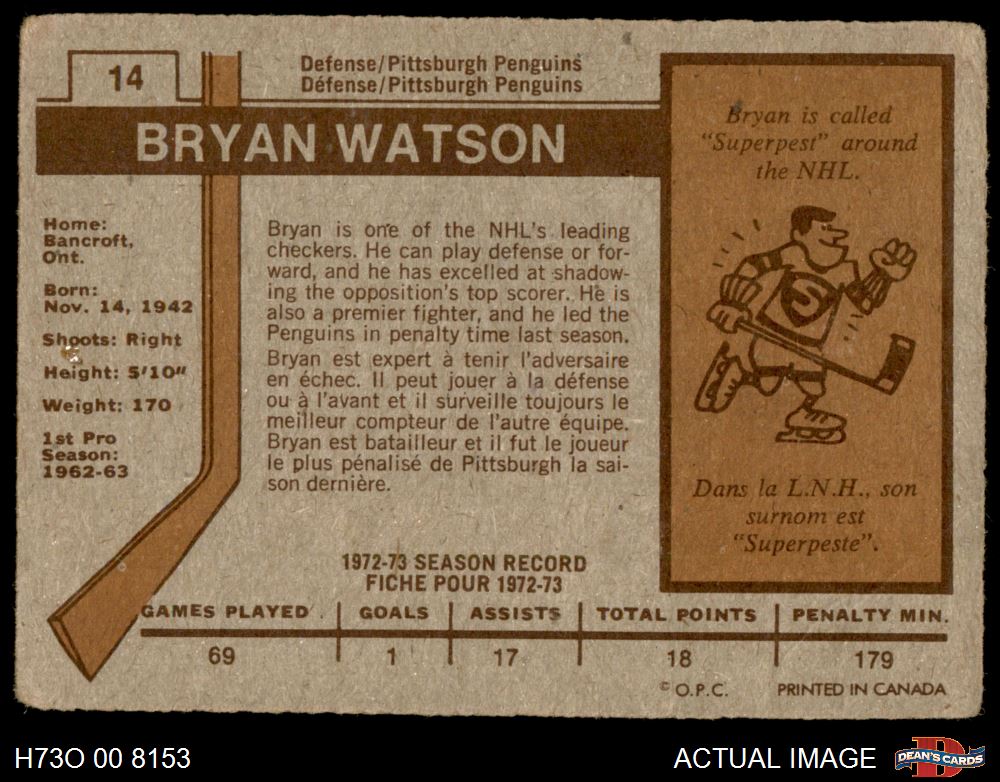 14
Defense/Pittsburgh Penguins
Défense/Pittsburgh Penguins
BRYAN WATSON
Home:
Bancroft,
Ont.
Born:
Nov. 14, 1942
Shoots: Right
Height: 5'10"
Weight: 170
1st Pro
Season:
1962-63
Bryan is one of the NHL's leading
checkers. He can play defense or for-
ward, and he has excelled at shadow-
ing the opposition's top scorer. He is
also a premier fighter, and he led the
Penguins in penalty time last season.
Bryan est expert à tenir l'adversaire
en échec. Il peut jouer à la défense
ou à l'avant et il surveille toujours le
meilleur compteur de l'autre équipe.
Bryan est batailleur et il fut le joueur
le plus pénalisé de Pittsburgh la sai-
son dernière.
Bryan is called
"Superpest" around
the NHL.
S
Dans la L.N.H., son
surnom est
"Superpeste".
1972-73 SEASON RECORD
FICHE POUR 1972-73
GAMES PLAYED GOALS ASSISTS TOTAL POINTS PENALTY MIN.
69 1 17 18 179
© O.P.C. PRINTED IN CANADA
H73O 00 8153 ACTUAL IMAGE D DEAN'S CARDS